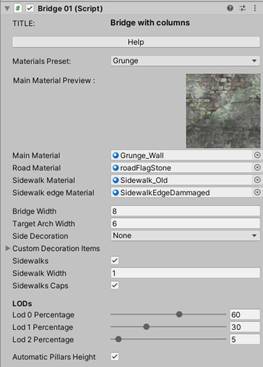 Bridge 01 (Script)
TITLE: Bridge with columns
Help
Materials Preset: Grunge
Main Material Preview :
Main Material Grunge_Wall
Road Material roadFlagStone
Sidewalk Material Sidewalk_Old
Sidewalk edge Material SidewalkEdgeDammaged
Bridge Width 8
Target Arch Width 6
Side Decoration None
Custom Decoration Items
Sidewalks
Sidewalk Width 1
Sidewalks Caps
LODs
Lod 0 Percentage 60
Lod 1 Percentage 30
Lod 2 Percentage 5
Automatic Pillars Height